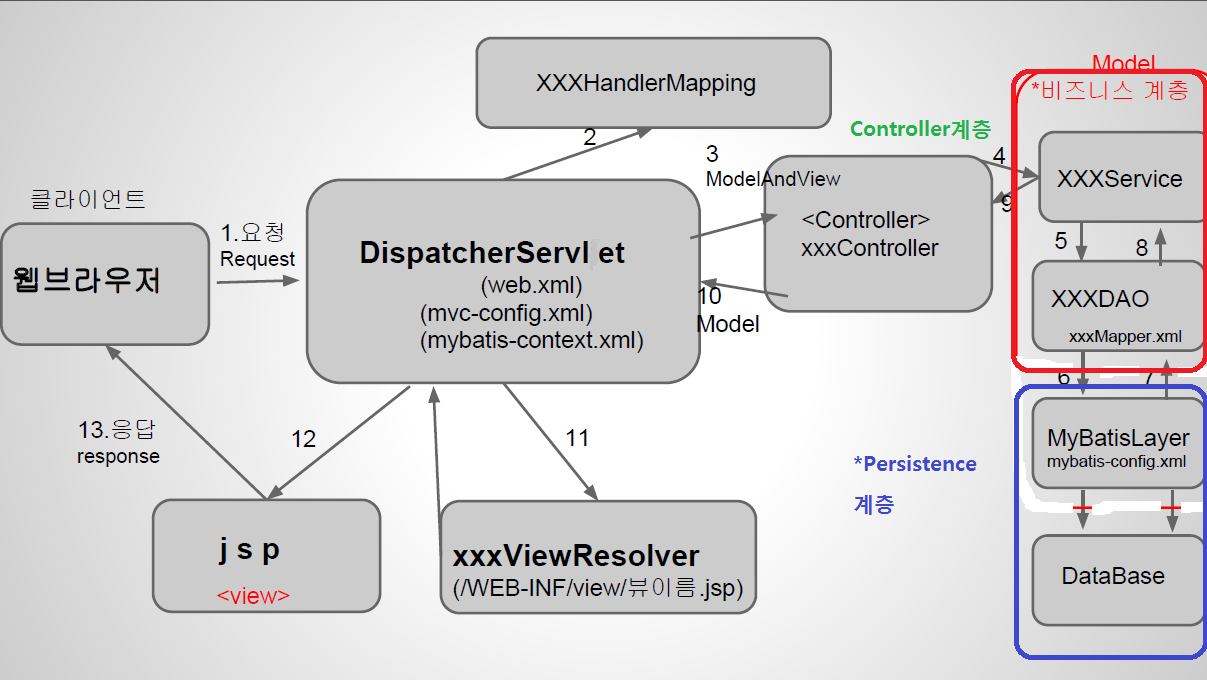 XXXHandlerMapping
Model
*비즈니스 계층
Controller계층
2
3
ModelAndView
4
XXXService
9
클라이언트
웹브라우저
1.요청
Request
DispatcherServlet
(web.xml)
(mvc-config.xml)
(mybatis-context.xml)
<Controller>
xxxController
10
Model
5
8
XXXDAO
xxxMapper.xml
6
7
MyBatisLayer
mybatis-config.xml
*Persistence
계층
DataBase
13.응답
response
12
11
j s p
<view>
xxxViewResolver
(/WEB-INF/view/뷰이름.jsp)